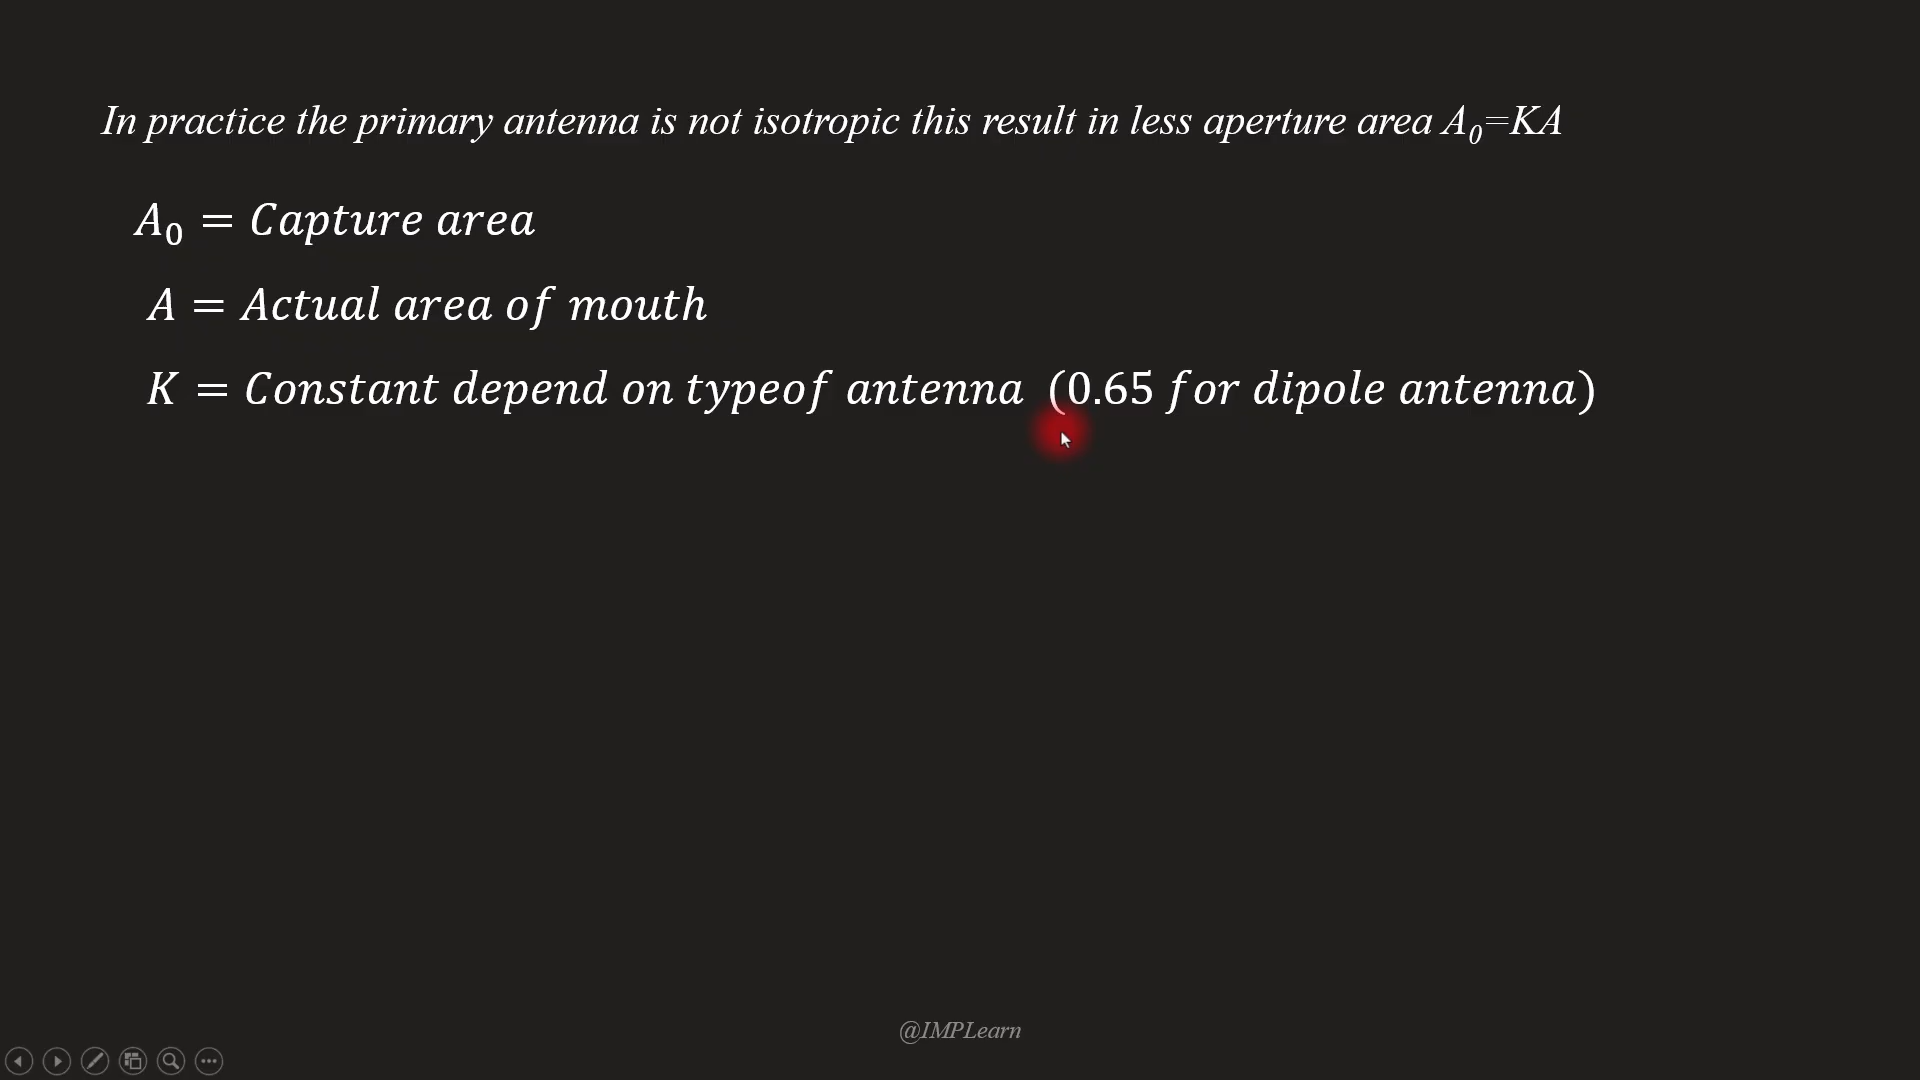 In practice the primary antenna is not isotropic this result in less aperture area A₀=KA
A₀ = Capture area
A = Actual area of mouth
K = Constant depend on typeof antenna (0.65 for dipole antenna)
@IMPLearn